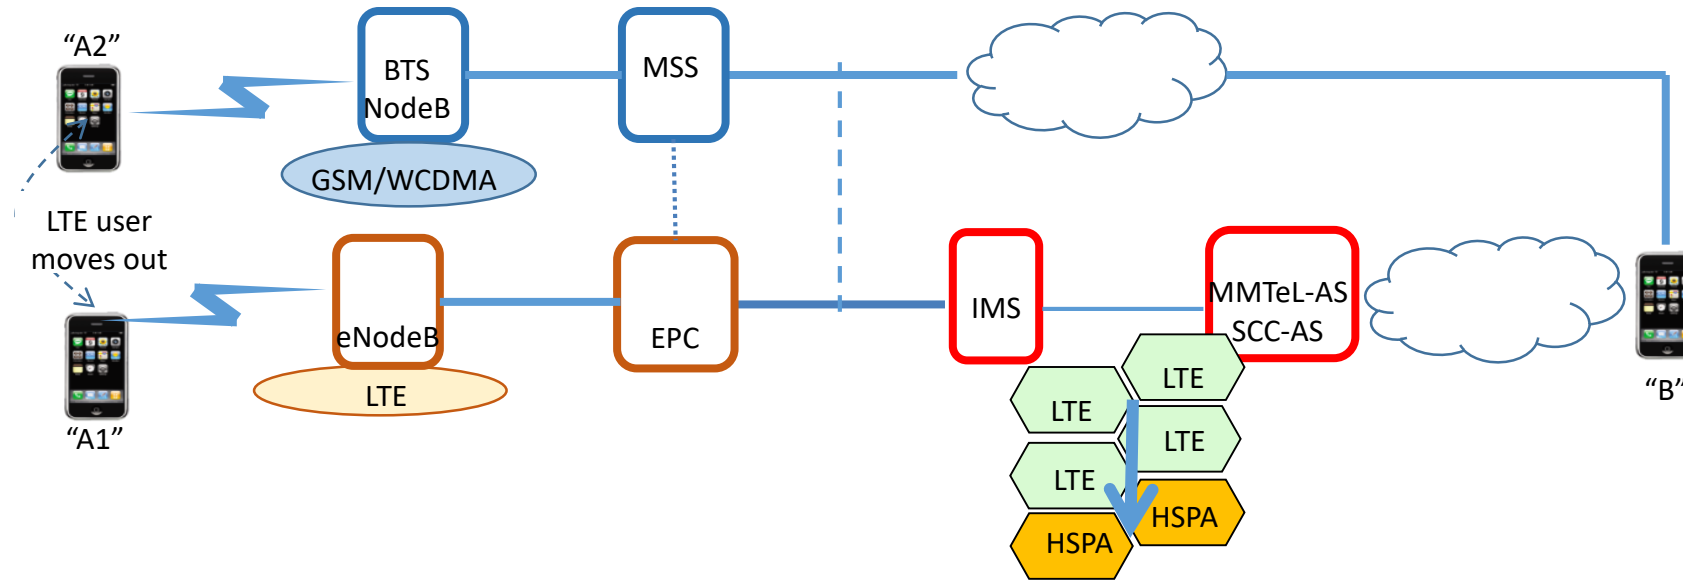 “A2”
BTS
NodeB
MSS
GSM/WCDMA
LTE user
moves out
eNodeB
LTE
EPC
IMS
MMTeL-AS
SCC-AS
“A1”
“B”
LTE
LTE
LTE
LTE
HSPA
HSPA